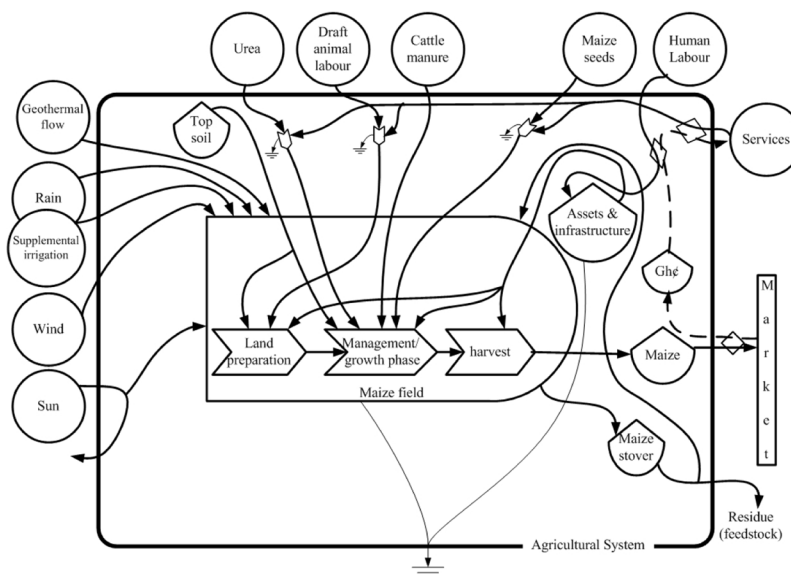 Urea
Draft
animal
labour
Cattle
manure
Maize
seeds
Human
Labour
Geothermal
flow
Top
soil
Services
Rain
Supplemental
irrigation
Assets &
infrastructure
Gh¢
Wind
Land
preparation
Management/
growth phase
harvest
Maize
Market
Sun
Maize field
Maize
stover
Residue
(feedstock)
Agricultural System